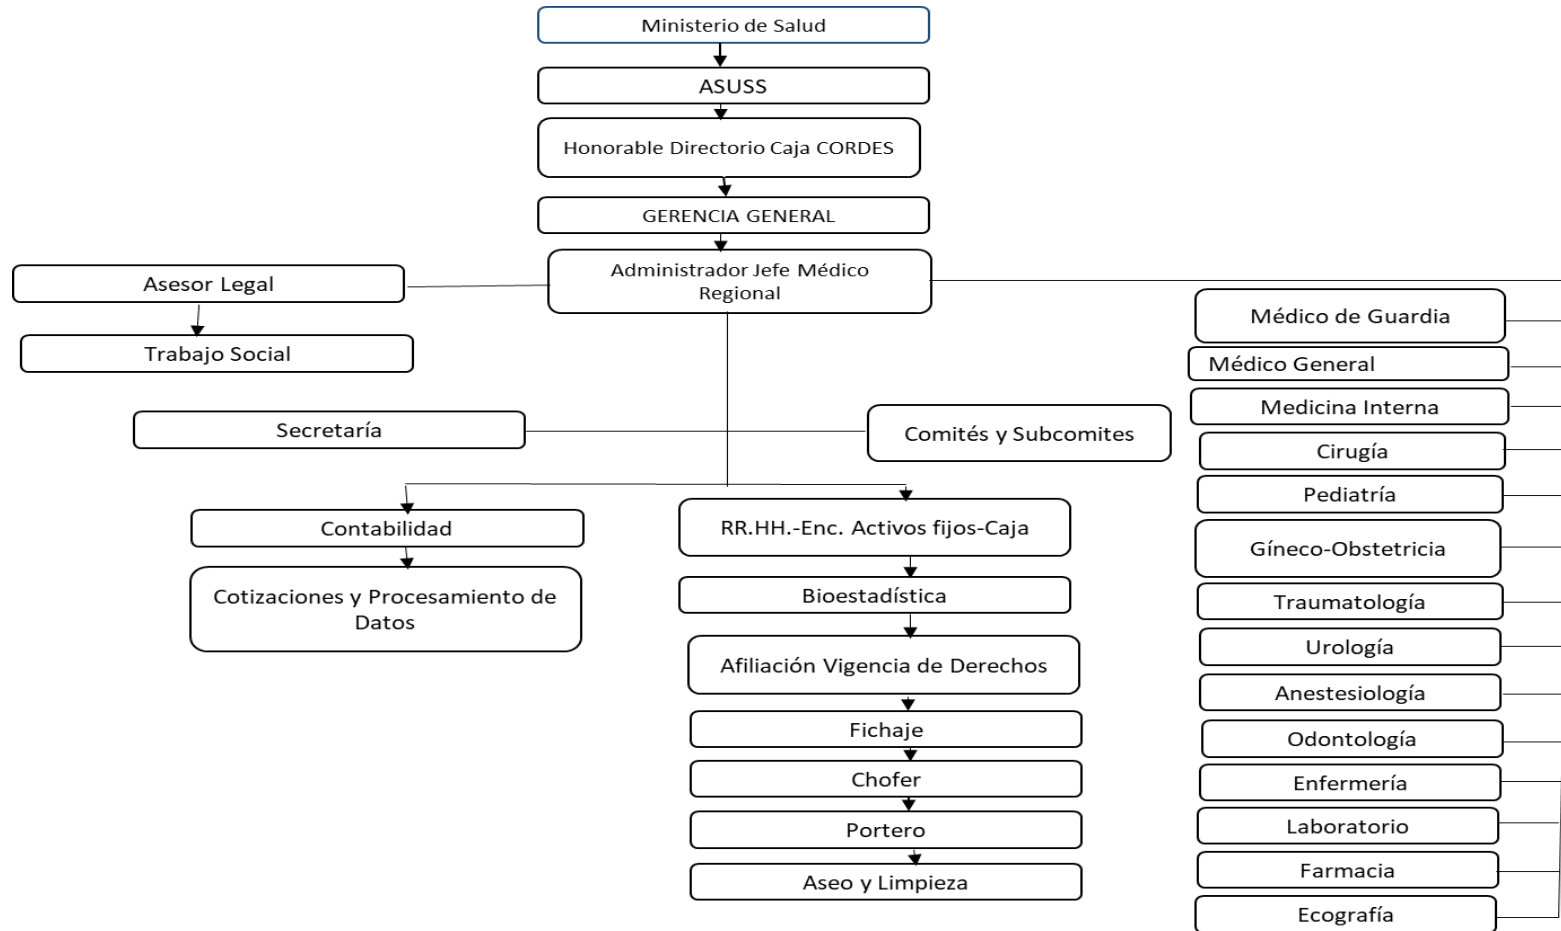 Ministerio de Salud
ASUSS
Honorable Directorio Caja CORDES
GERENCIA GENERAL
Administrador Jefe Médico
Regional
Asesor Legal
Trabajo Social
Secretaría
Comités y Subcomites
Contabilidad
Cotizaciones y Procesamiento de
Datos
RR.HH.-Enc. Activos fijos-Caja
Bioestadística
Afiliación Vigencia de Derechos
Fichaje
Chofer
Portero
Aseo y Limpieza
Médico de Guardia
Médico General
Medicina Interna
Cirugía
Pediatría
Gíneco-Obstetricia
Traumatología
Urología
Anestesiología
Odontología
Enfermería
Laboratorio
Farmacia
Ecografía